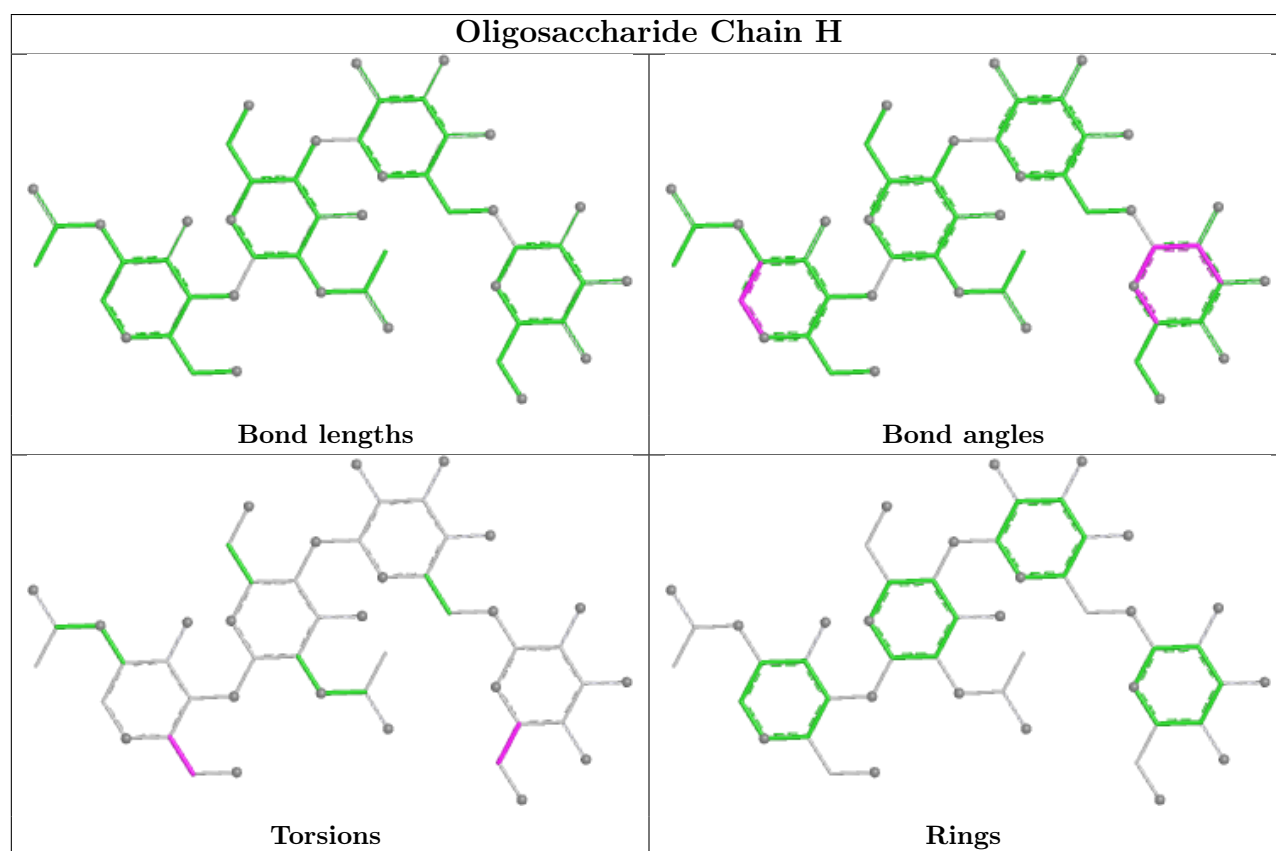 Oligosaccharide Chain H
Bond lengths
Bond angles
Torsions
Rings